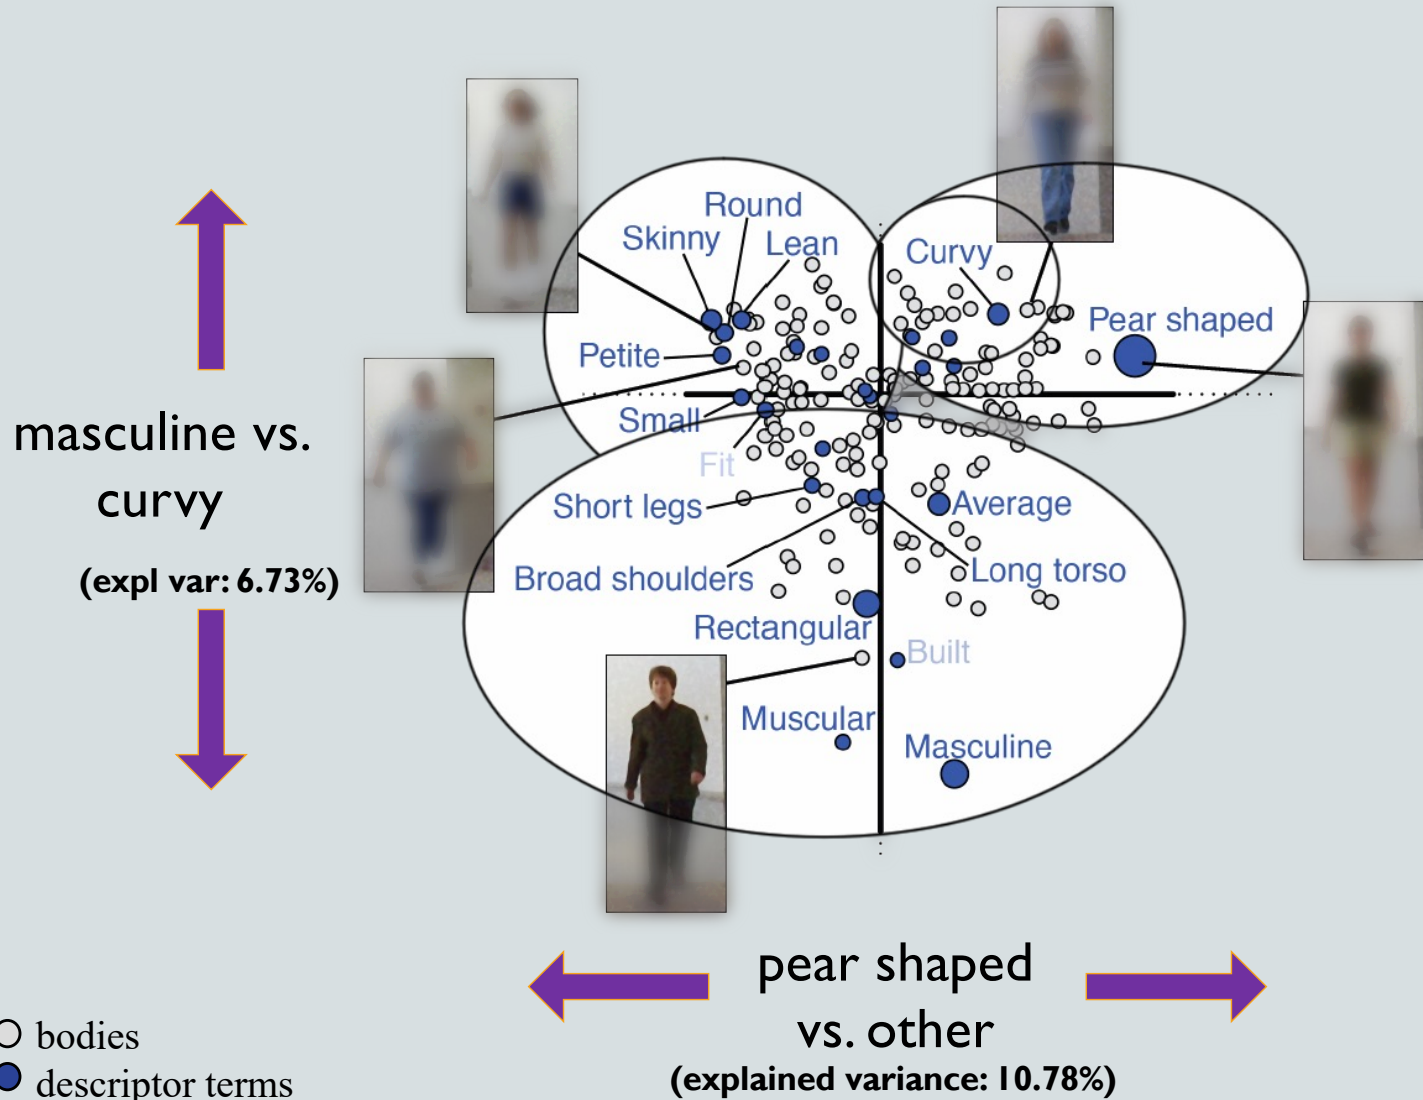 Round
Skinny
Lean
Curvy
Pear shaped
Petite
Small
Fit
Short legs
Average
Broad shoulders
Long torso
Rectangular
Built
Muscular
Masculine
masculine vs.
curvy
(expl var: 6.73%)
pear shaped
vs. other
(explained variance: 10.78%)
bodies
descriptor terms